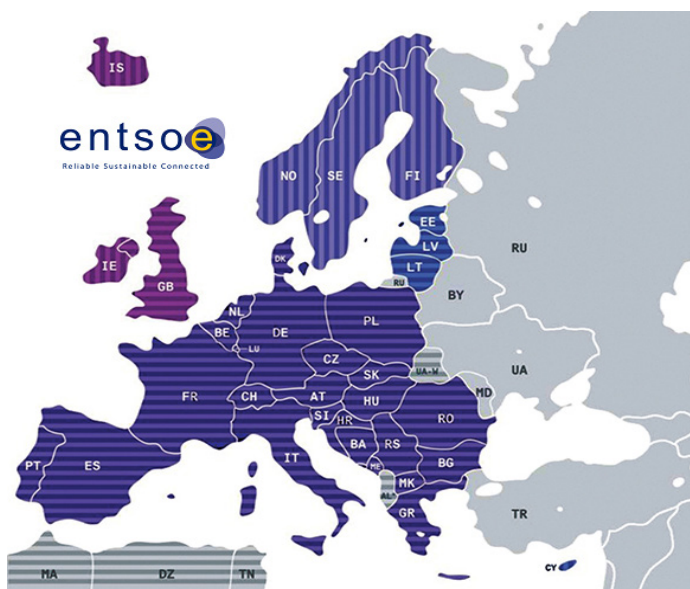 IS
entsoe
Reliable Sustainable Connected
NO
SE
FI
EE
LV
LT
RU
DK
RU
IE
GB
BY
NL
BE
DE
PL
LU
CZ
UA-W
UA
SK
MD
FR
CH
AT
HU
SI
HR
RO
BA
RS
IT
ME
BG
PT
ES
MK
AL*
GR
TR
CY
MA
DZ
TN